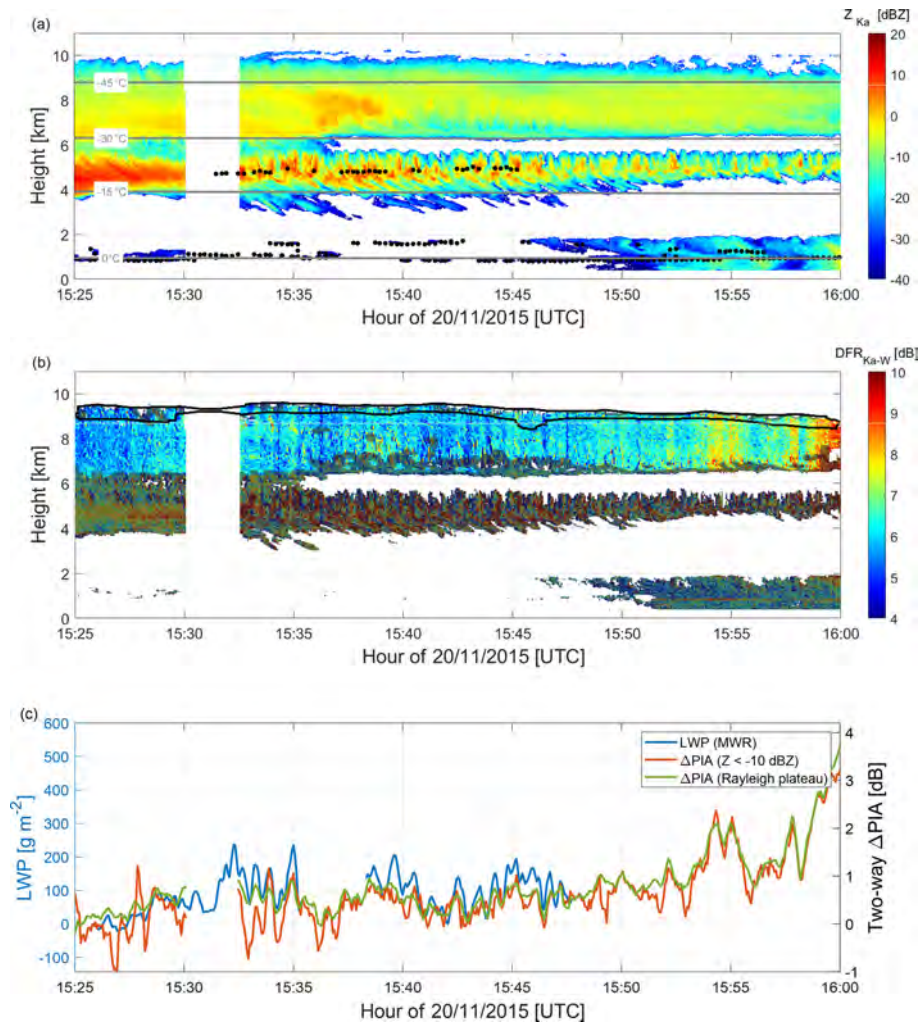 (a)
Z Ka [dBZ]
10
8
6
4
2
0
Height [km]
-45 °C
-30 °C
-15 °C
0°C
20
10
0
-10
-20
-30
-40
15:25 15:30 15:35 15:40 15:45 15:50 15:55 16:00
Hour of 20/11/2015 [UTC]
(b)
DFR Ka-W [dB]
10
8
6
4
2
0
Height [km]
10
9
8
7
6
5
4
15:25 15:30 15:35 15:40 15:45 15:50 15:55 16:00
Hour of 20/11/2015 [UTC]
(c)
600
500
400
300
200
100
0
-100
LWP [g m-2]
LWP (MWR)
ΔPIA (Z < -10 dBZ)
ΔPIA (Rayleigh plateau)
4
3
2
1
0
-1
Two-way ΔPIA [dB]
15:25 15:30 15:35 15:40 15:45 15:50 15:55 16:00
Hour of 20/11/2015 [UTC]